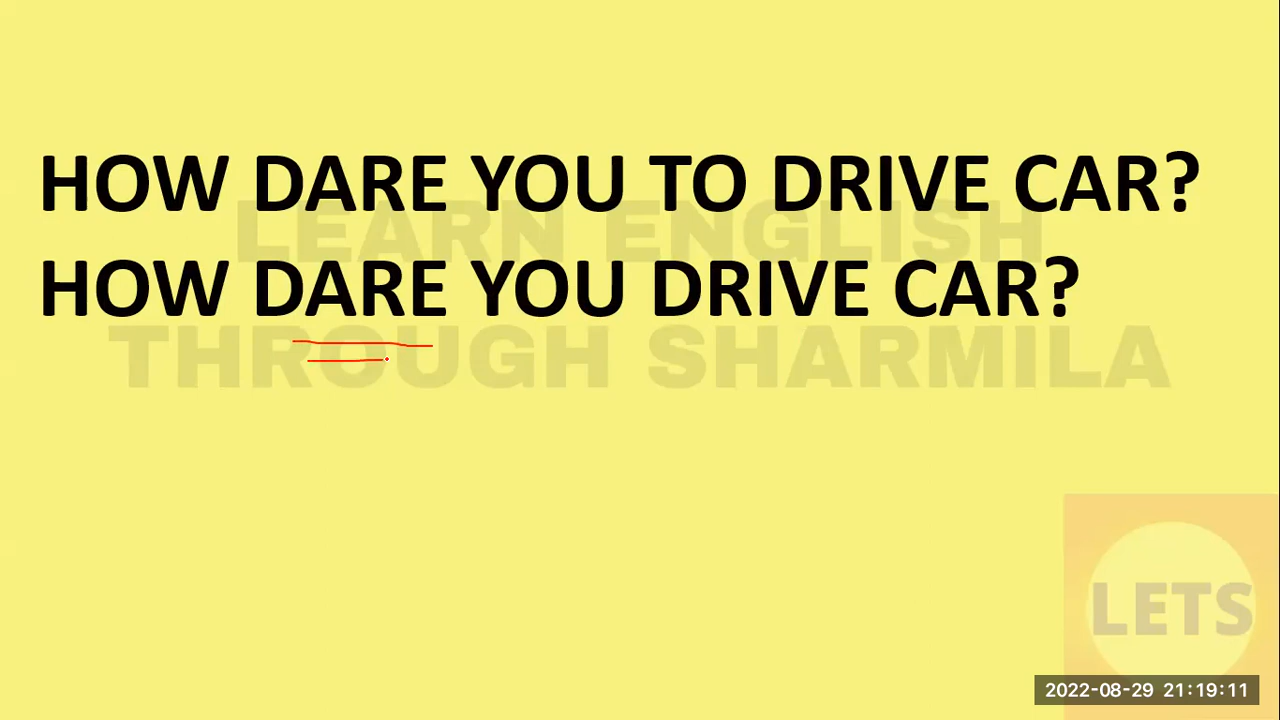 HOW DARE YOU TO DRIVE CAR?
LEARN ENGLISH
HOW DARE YOU DRIVE CAR?
THROUGH SHARMILA
LETS
2022-08-29 21:19:11